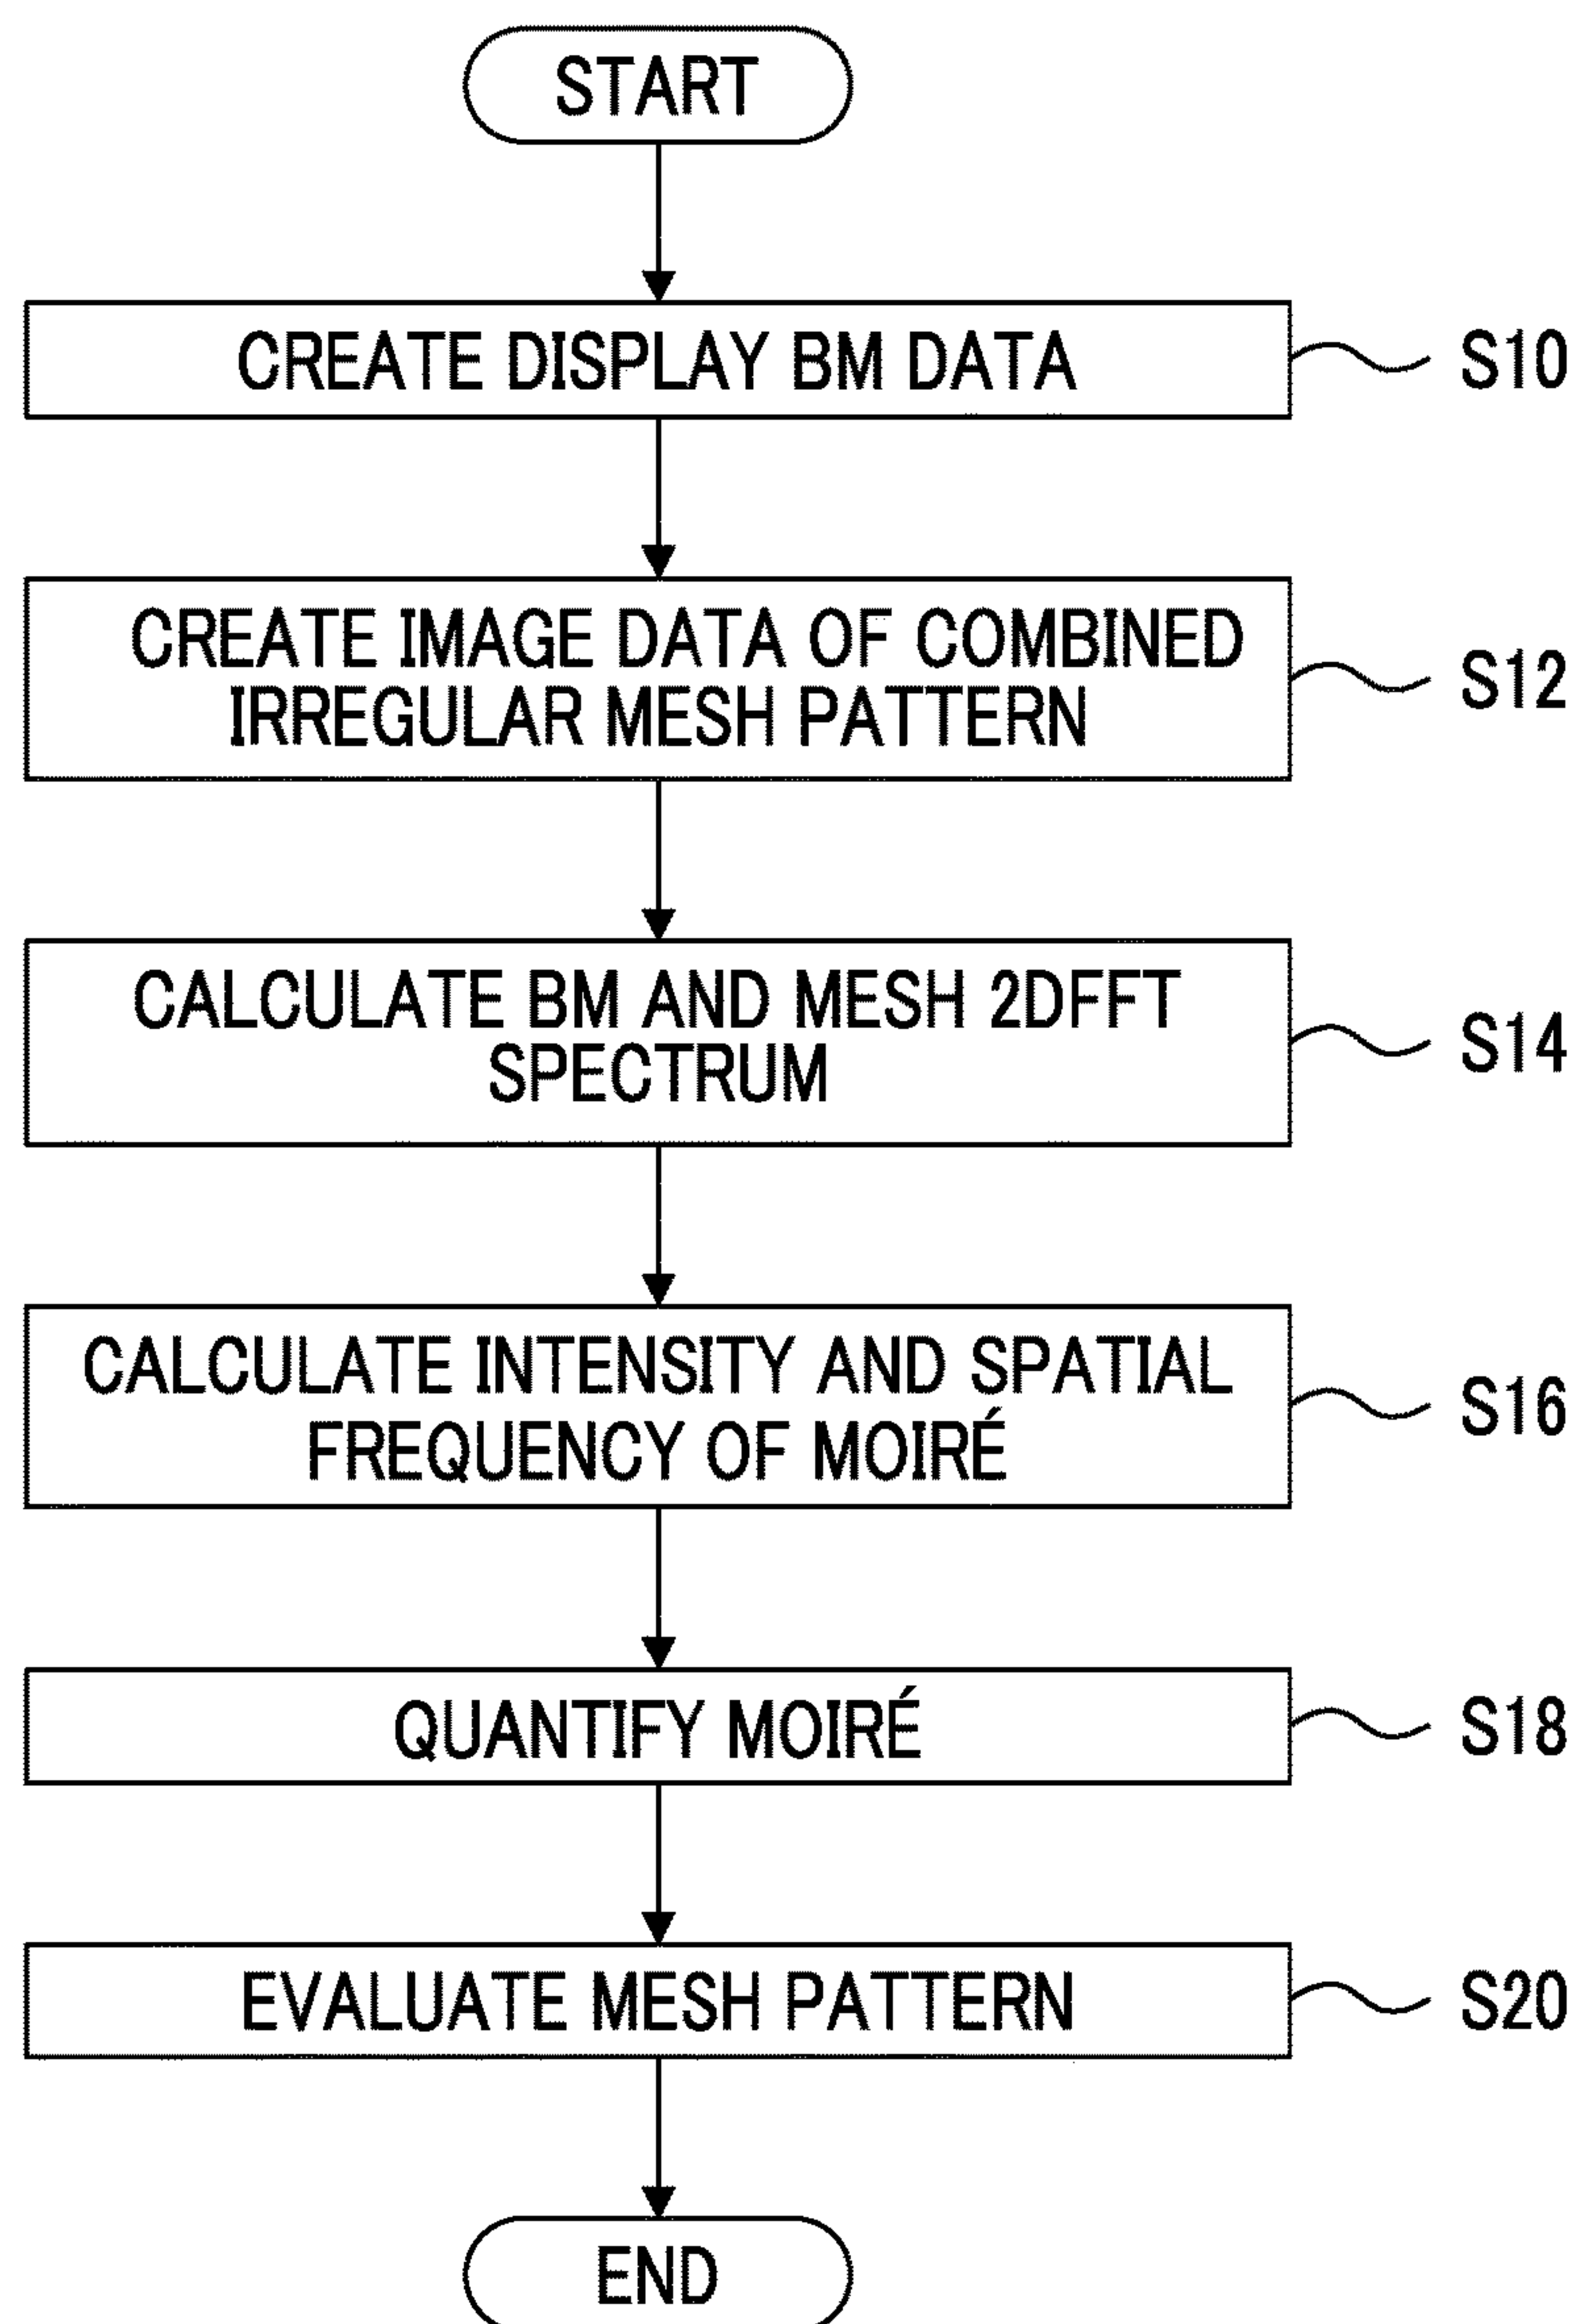 START
CREATE DISPLAY BM DATA
S10
CREATE IMAGE DATA OF COMBINED
IRREGULAR MESH PATTERN
S12
CALCULATE BM AND MESH 2DFFT
SPECTRUM
S14
CALCULATE INTENSITY AND SPATIAL
FREQUENCY OF MOIRÉ
S16
QUANTIFY MOIRÉ
S18
EVALUATE MESH PATTERN
S20
END